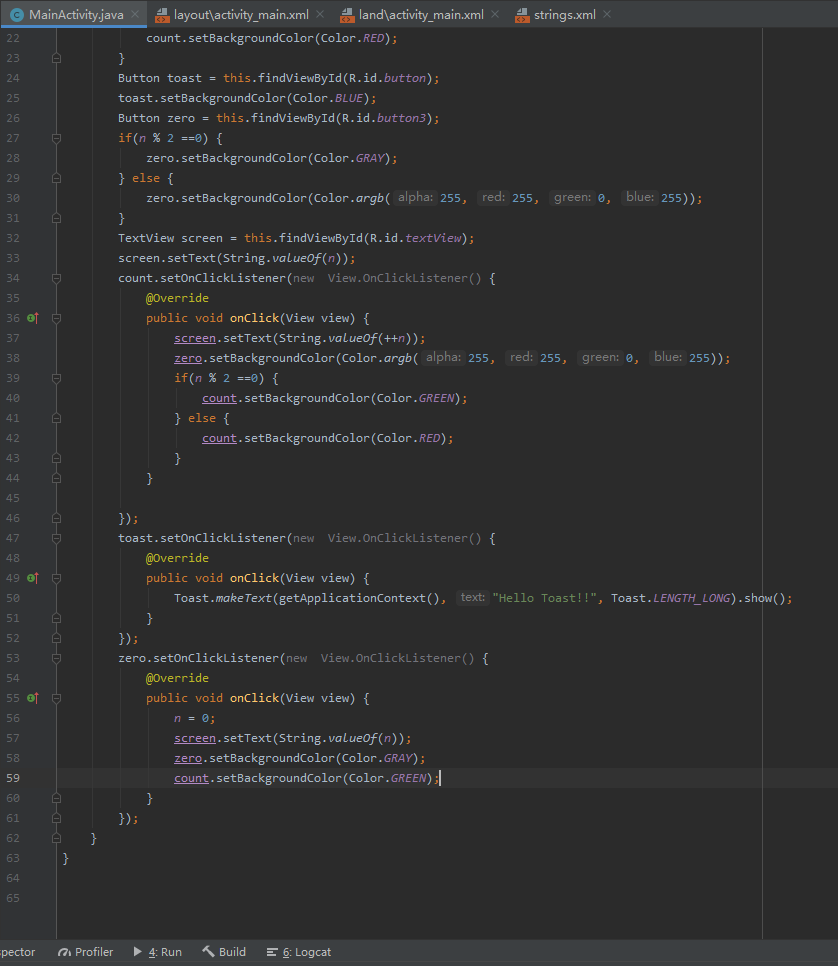 MainActivity.java layout\activity_main.xml land\activity_main.xml strings.xml
22 count.setBackgroundColor(Color.RED);
23 }
24 Button toast = this.findViewById(R.id.button);
25 toast.setBackgroundColor(Color.BLUE);
26 Button zero = this.findViewById(R.id.button3);
27 if(n % 2 ==0) {
28 zero.setBackgroundColor(Color.GRAY);
29 } else {
30 zero.setBackgroundColor(Color.argb( alpha: 255, red: 255, green: 0, blue: 255));
31 }
32 TextView screen = this.findViewById(R.id.textView);
33 screen.setText(String.valueOf(n));
34 count.setOnClickListener(new View.OnClickListener() {
35 @Override
36 public void onClick(View view) {
37 screen.setText(String.valueOf(++n));
38 zero.setBackgroundColor(Color.argb( alpha: 255, red: 255, green: 0, blue: 255));
39 if(n % 2 ==0) {
40 count.setBackgroundColor(Color.GREEN);
41 } else {
42 count.setBackgroundColor(Color.RED);
43 }
44 }
45
46 });
47 toast.setOnClickListener(new View.OnClickListener() {
48 @Override
49 public void onClick(View view) {
50 Toast.makeText(getApplicationContext(), text: "Hello Toast!!", Toast.LENGTH_LONG).show();
51 }
52 });
53 zero.setOnClickListener(new View.OnClickListener() {
54 @Override
55 public void onClick(View view) {
56 n = 0;
57 screen.setText(String.valueOf(n));
58 zero.setBackgroundColor(Color.GRAY);
59 count.setBackgroundColor(Color.GREEN);
60 }
61 });
62 }
63 }
64
65
spector Profiler 4: Run Build 6: Logcat